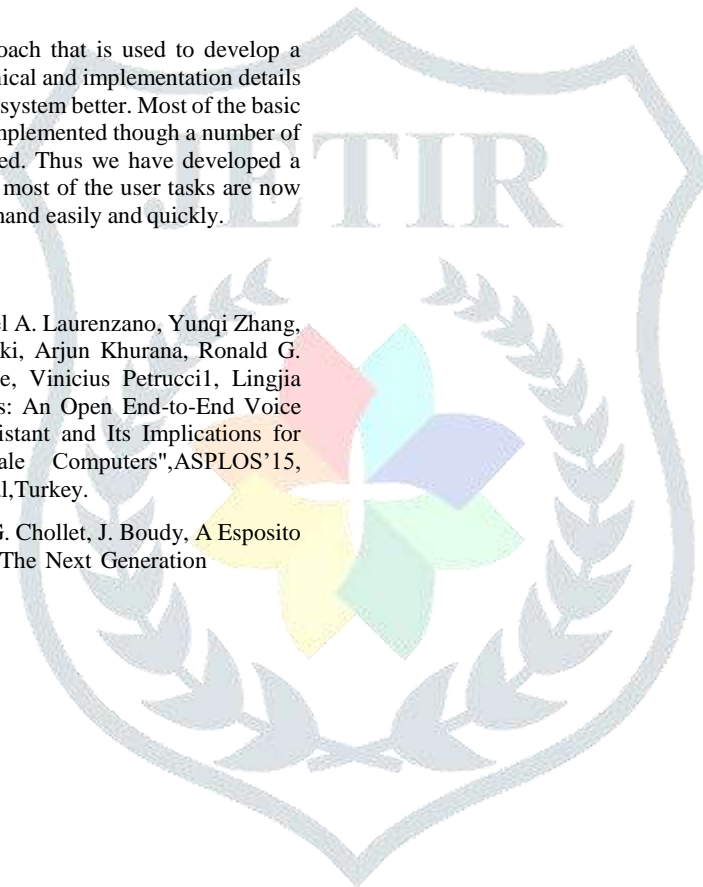 oach that is used to develop a
nical and implementation details
system better. Most of the basic
mplemented though a number of
ed. Thus we have developed a
most of the user tasks are now
nand easily and quickly.
JETIR
el A. Laurenzano, Yunqi Zhang,
ki, Arjun Khurana, Ronald G.
e, Vinicius Petrucci1, Lingjia
s: An Open End-to-End Voice
istant and Its Implications for
ale Computers",ASPLOS’15,
l,Turkey.
G. Chollet, J. Boudy, A Esposito
The Next Generation